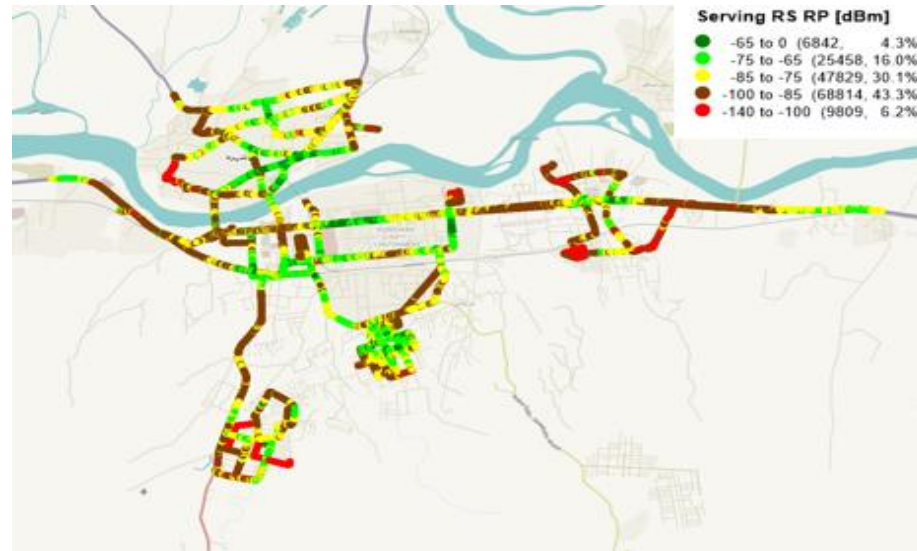 Serving RS RP [dBm]
-65 to 0 (6842, 4.3%
-75 to -65 (25458, 16.0%
-85 to -75 (47829, 30.1%
-100 to -85 (68814, 43.3%
-140 to -100 (9809, 6.2%